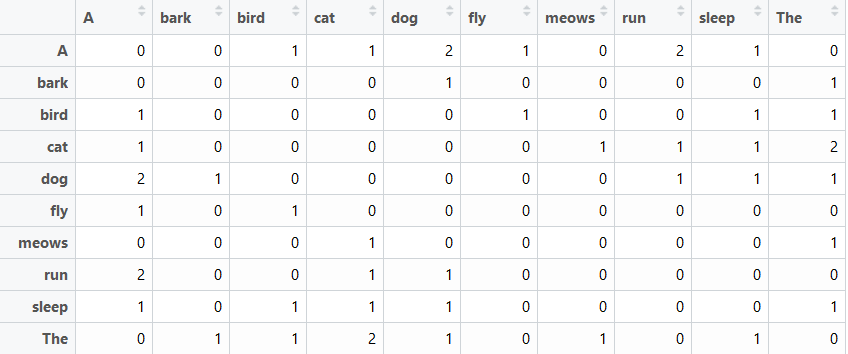 A bark bird cat dog fly meows run sleep The
A 0 0 1 1 2 1 0 2 1 0
bark 0 0 0 0 1 0 0 0 0 1
bird 1 0 0 0 0 1 0 0 1 1
cat 1 0 0 0 0 0 1 1 1 2
dog 2 1 0 0 0 0 0 1 1 1
fly 1 0 1 0 0 0 0 0 0 0
meows 0 0 0 1 0 0 0 0 0 1
run 2 0 0 1 1 0 0 0 0 0
sleep 1 0 1 1 1 0 0 0 0 1
The 0 1 1 2 1 0 1 0 1 0